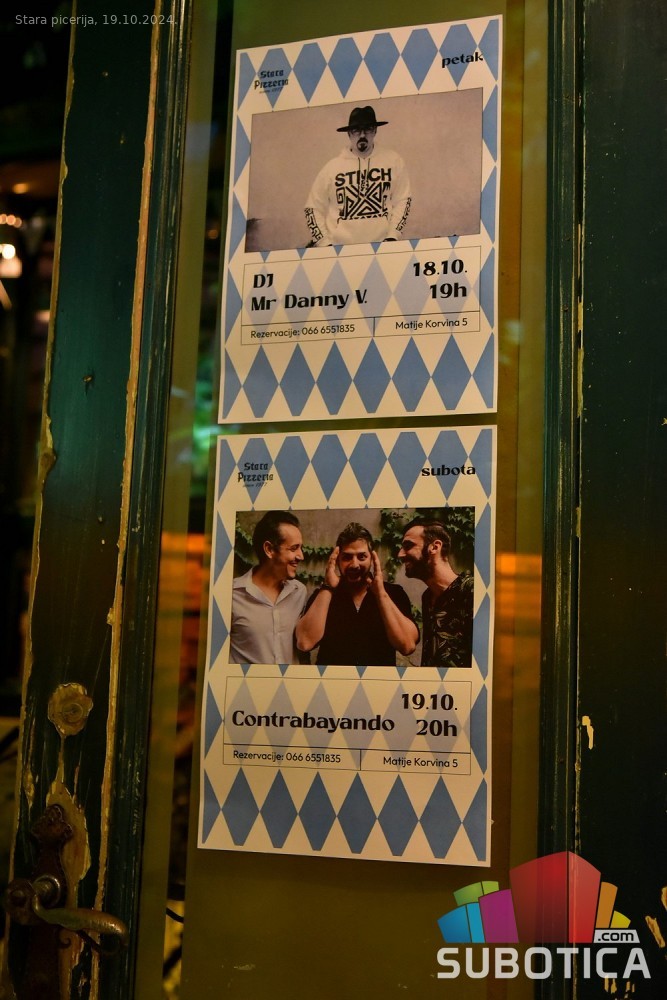 Stara picerija, 19.10.2024.
petak
Stara
Pizzeria
STNCH
DJ
Mr Danny V.
18.10.
19h
Rezervacije: 066 6551835
Matije Korvina 5
subota
Stara
Pizzeria
Contrabayando
19.10.
20h
Rezervacije: 066 6551835
Matije Korvina 5
.com
SUBOTICA